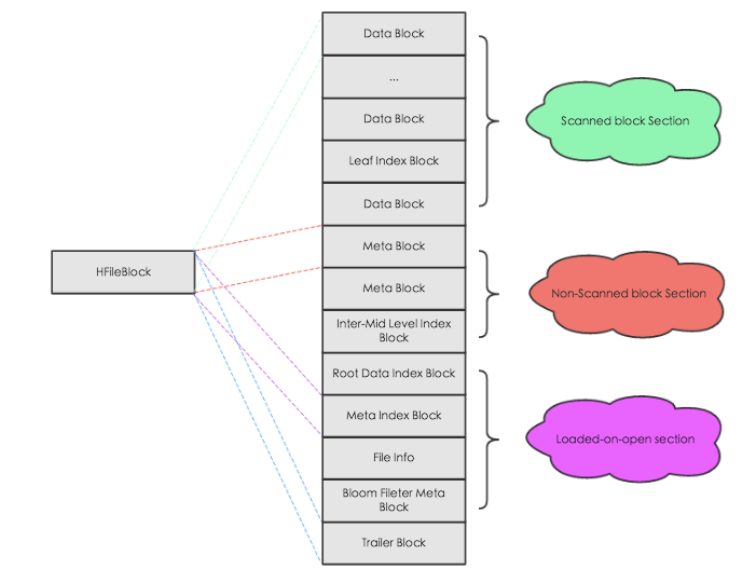 Data Block
...
Data Block
Leaf Index Block
Data Block
Meta Block
Meta Block
Inter-Mid Level Index
Block
Root Data Index Block
Meta Index Block
File Info
Bloom Fileter Meta
Block
Trailer Block
HFileBlock
Scanned block Section
Non-Scanned block Section
Loaded-on-open section